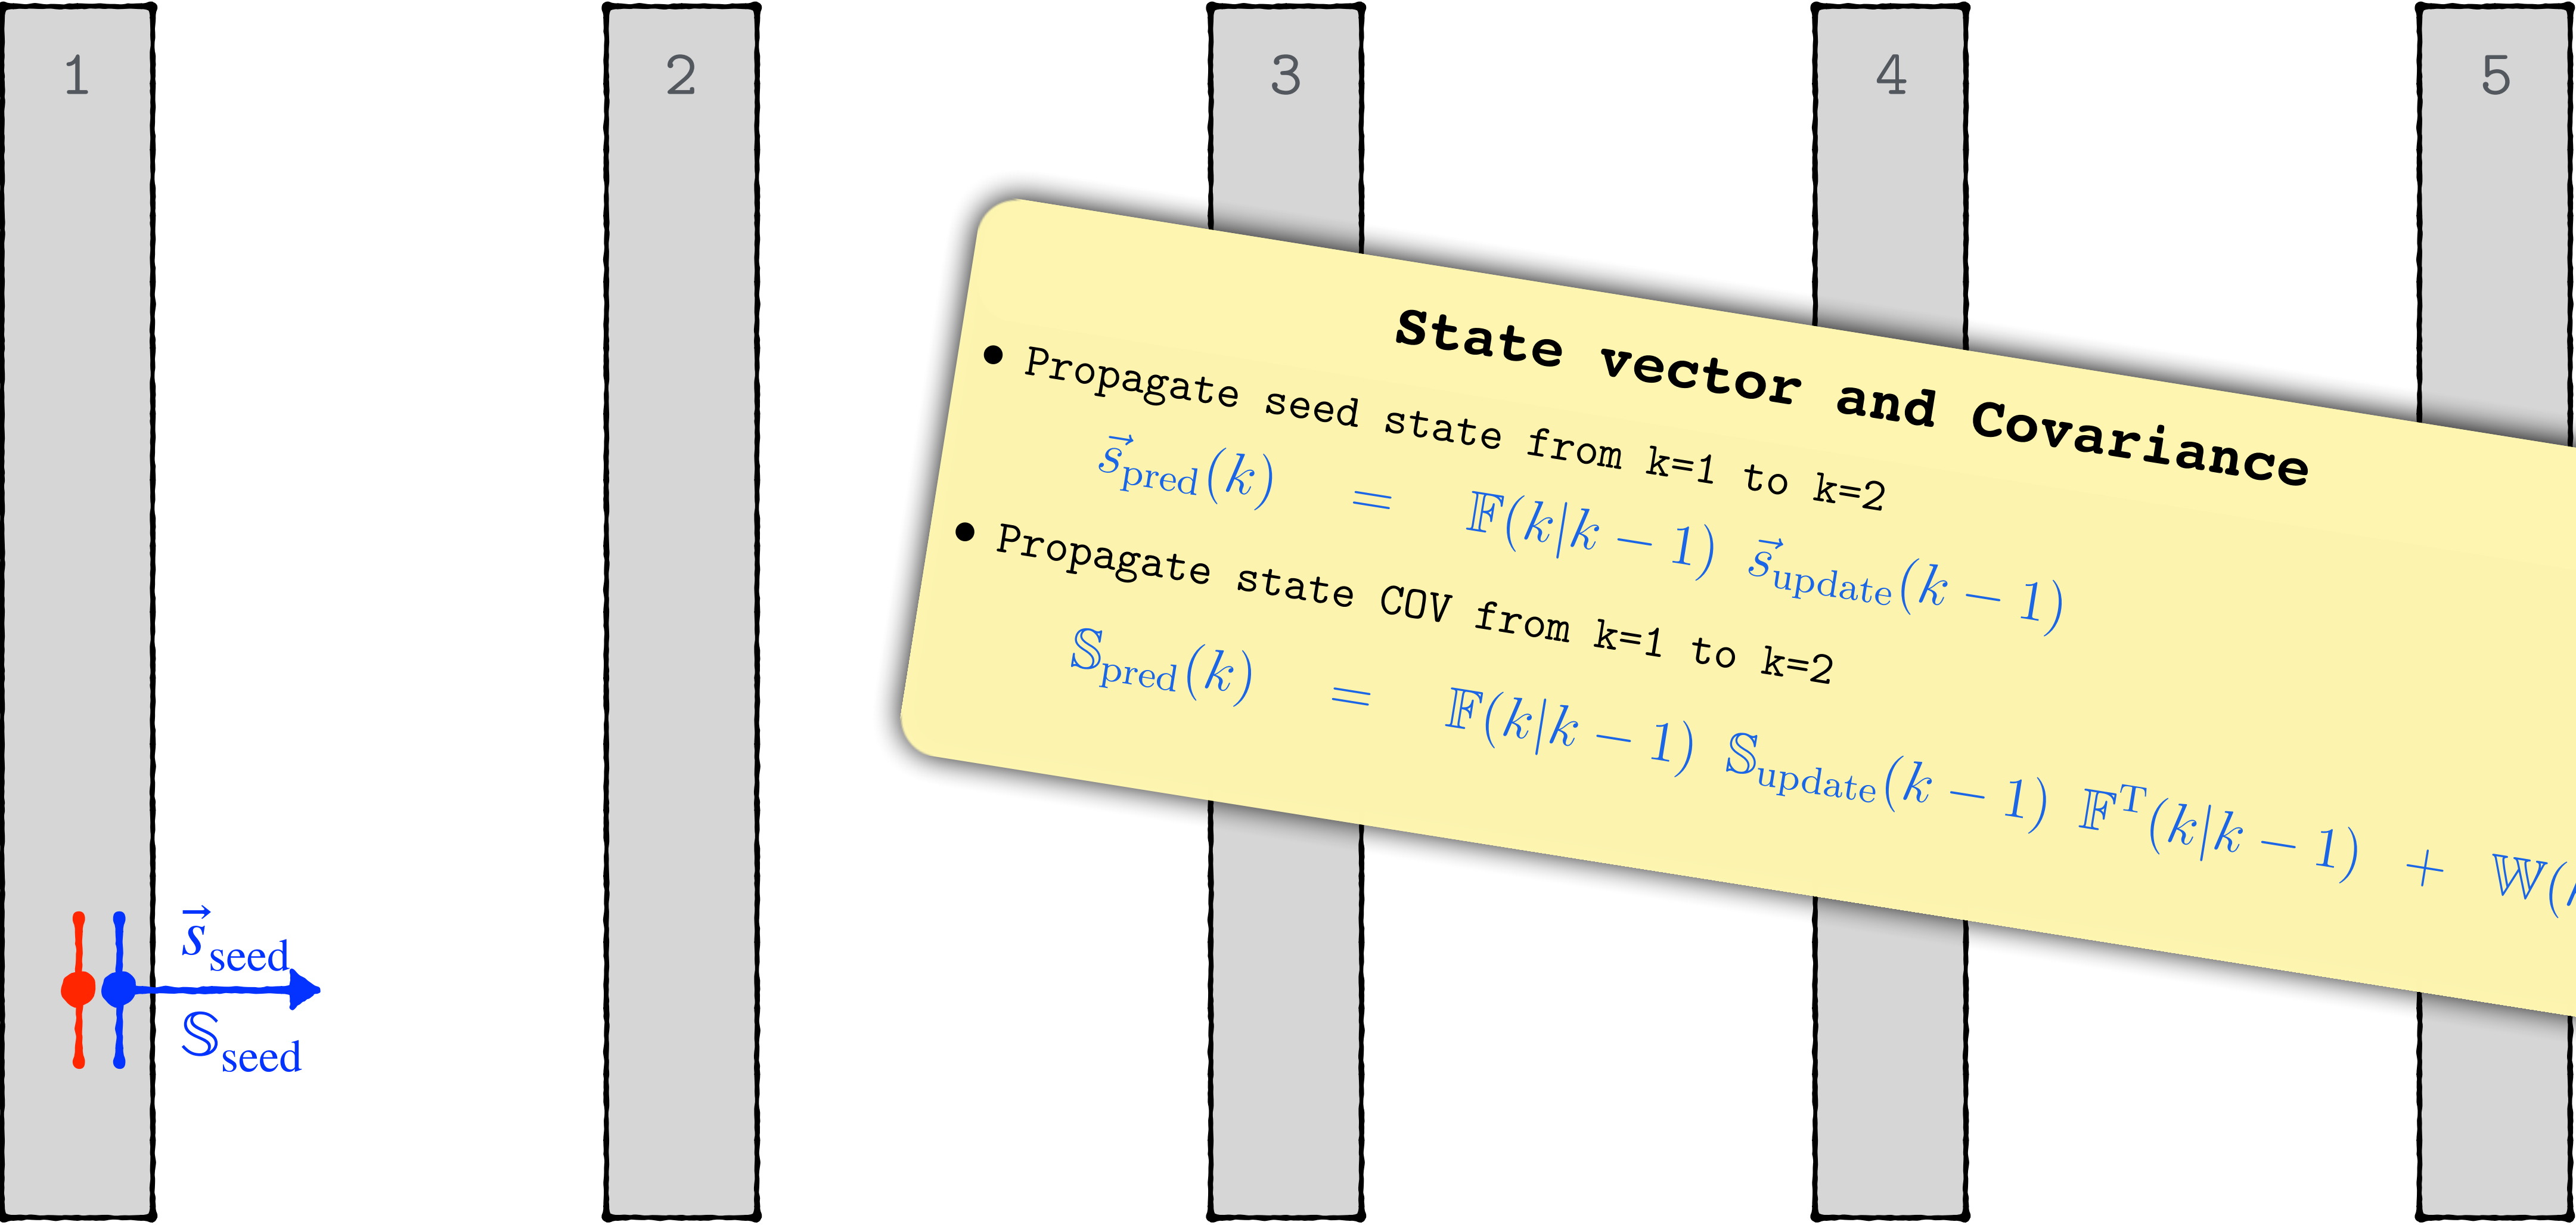 1
2
3
4
5
State vector and Covariance
• Propagate seed state from k=1 to k=2
s⃗pred(k) = 𝔽(k|k − 1) s⃗update(k − 1)
• Propagate state COV from k=1 to k=2
𝕊pred(k) = 𝔽(k|k − 1) 𝕊update(k − 1) 𝔽ᵀ(k|k − 1) + 𝕎(
s⃗seed
𝕊seed